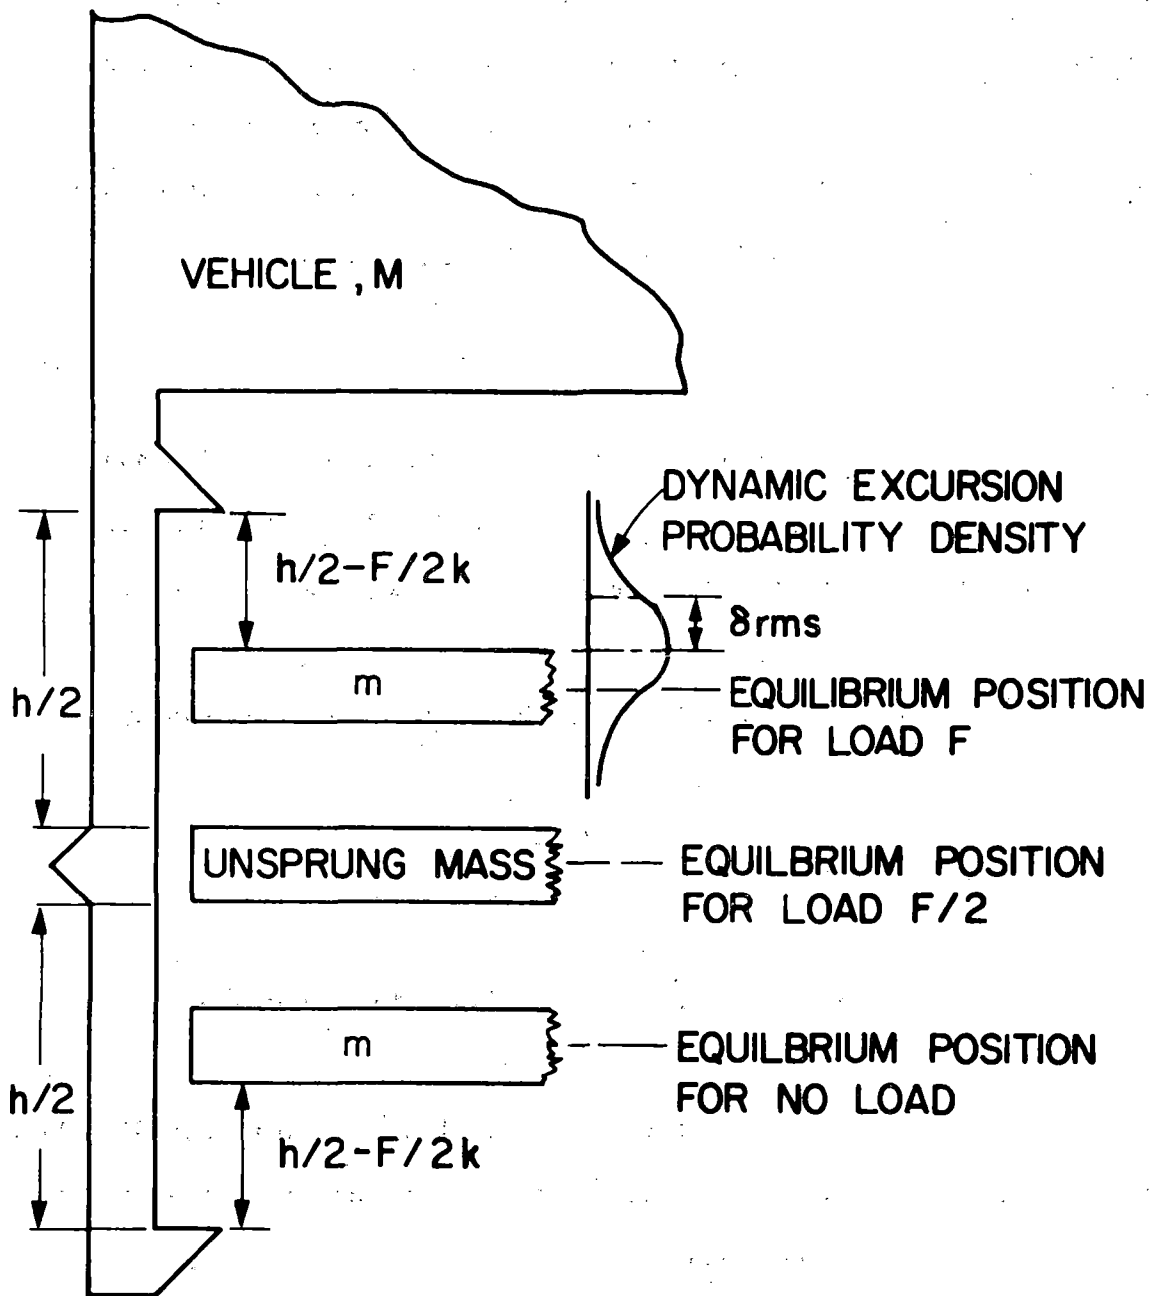 VEHICLE , M
DYNAMIC EXCURSION
PROBABILITY DENSITY
h/2-F/2k
δrms
m
h/2
EQUILIBRIUM POSITION
FOR LOAD F
UNSPRUNG MASS
EQUILBRIUM POSITION
FOR LOAD F/2
m
EQUILBRIUM POSITION
FOR NO LOAD
h/2
h/2-F/2k